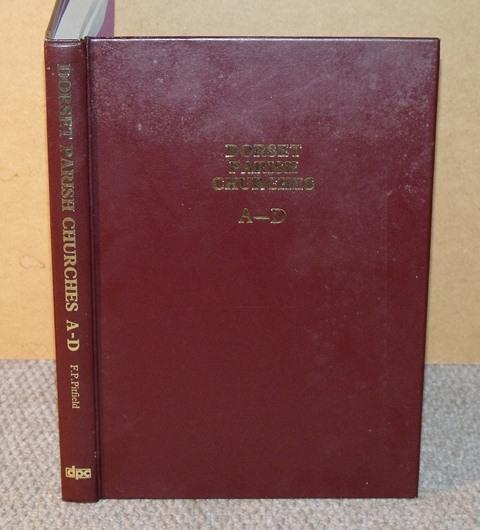 DORSET PARISH CHURCHES A-D
F.P.Pitfield
dpc
DORSET
PARISH
CHURCHES
A—D